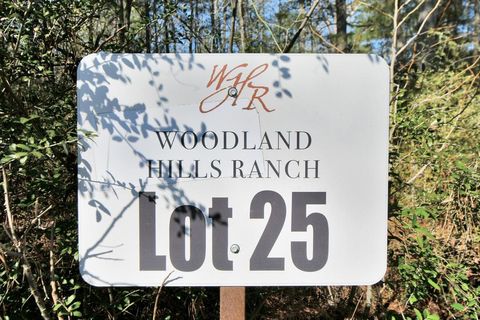 WHR
WOODLAND
HILLS RANCH
Lot 25